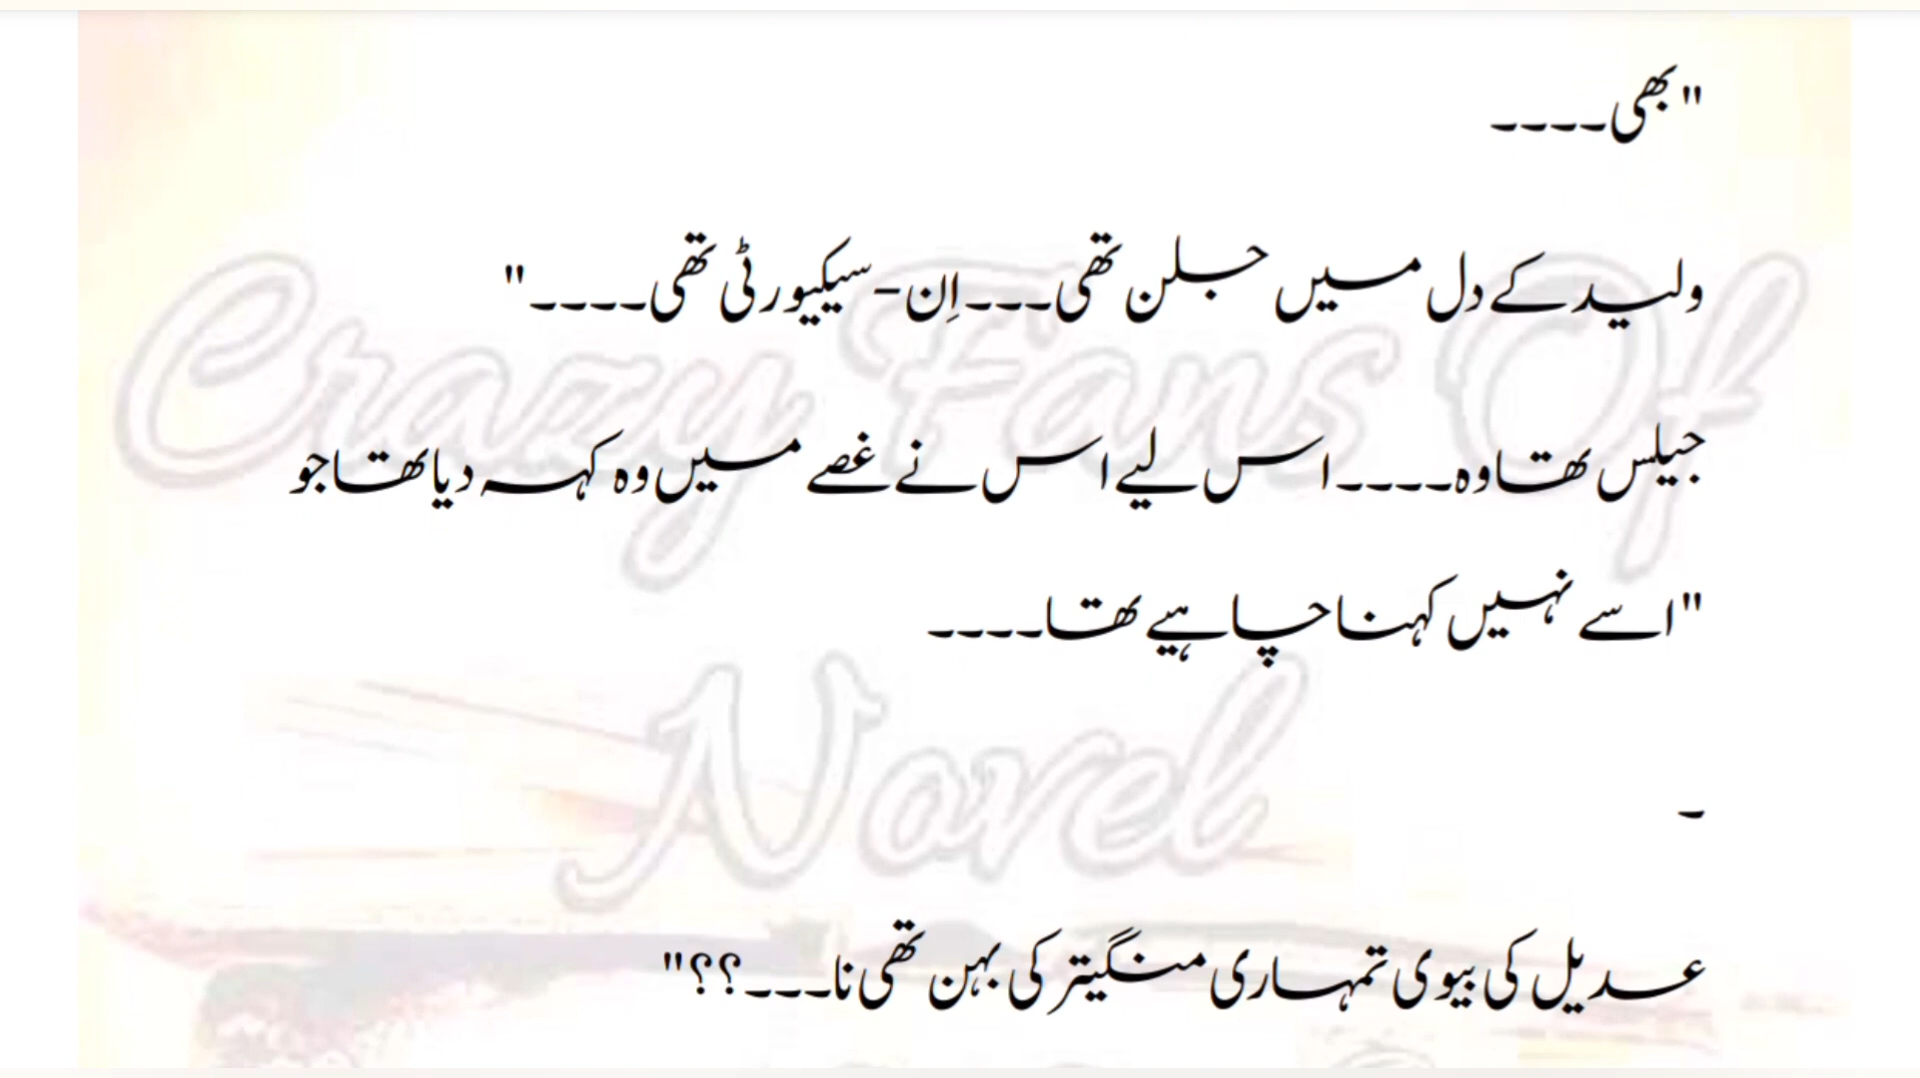 "بھی۔۔۔۔
ولید کے دل میں جلن تھی۔۔۔اِن-سیکیورٹی تھی۔۔۔۔"
جیلس تھا وہ۔۔۔۔اس لیے اس نے غصے میں وہ کہہ دیا تھا جو
"اسے نہیں کہنا چاہیے تھا۔۔۔۔
۔
عدیل کی بیوی تمہاری منگیتر کی بہن تھی نا۔۔۔؟؟"
Crazy Fans Of
Novel